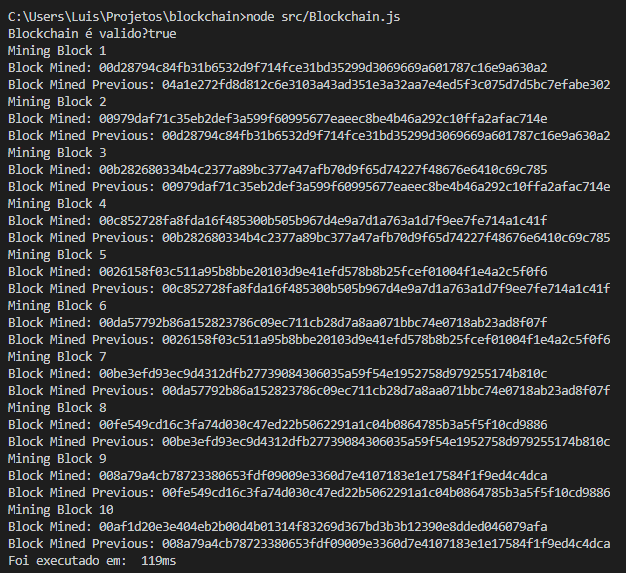 C:\Users\Luis\Projetos\blockchain>node src/Blockchain.js
Blockchain é valido?true
Mining Block 1
Block Mined: 00d28794c84fb31b6532d9f714fce31bd35299d3069669a601787c16e9a630a2
Block Mined Previous: 04a1e272fd8d812c6e3103a43ad351e3a32aa7e4ed5f3c075d7d5bc7efabe302
Mining Block 2
Block Mined: 00979daf71c35eb2def3a599f60995677eaeec8be4b46a292c10ffa2afac714e
Block Mined Previous: 00d28794c84fb31b6532d9f714fce31bd35299d3069669a601787c16e9a630a2
Mining Block 3
Block Mined: 00b282680334b4c2377a89bc377a47afb70d9f65d74227f48676e6410c69c785
Block Mined Previous: 00979daf71c35eb2def3a599f60995677eaeec8be4b46a292c10ffa2afac714e
Mining Block 4
Block Mined: 00c852728fa8fda16f485300b505b967d4e9a7d1a763a1d7f9ee7fe714a1c41f
Block Mined Previous: 00b282680334b4c2377a89bc377a47afb70d9f65d74227f48676e6410c69c785
Mining Block 5
Block Mined: 0026158f03c511a95b8bbe20103d9e41efd578b8b25fcef01004f1e4a2c5f0f6
Block Mined Previous: 00c852728fa8fda16f485300b505b967d4e9a7d1a763a1d7f9ee7fe714a1c41f
Mining Block 6
Block Mined: 00da57792b86a152823786c09ec711cb28d7a8aa071bbc74e0718ab23ad8f07f
Block Mined Previous: 0026158f03c511a95b8bbe20103d9e41efd578b8b25fcef01004f1e4a2c5f0f6
Mining Block 7
Block Mined: 00be3efd93ec9d4312dfb27739084306035a59f54e1952758d979255174b810c
Block Mined Previous: 00da57792b86a152823786c09ec711cb28d7a8aa071bbc74e0718ab23ad8f07f
Mining Block 8
Block Mined: 00fe549cd16c3fa74d030c47ed22b5062291a1c04b0864785b3a5f5f10cd9886
Block Mined Previous: 00be3efd93ec9d4312dfb27739084306035a59f54e1952758d979255174b810c
Mining Block 9
Block Mined: 008a79a4cb78723380653fdf09009e3360d7e4107183e1e17584f1f9ed4c4dca
Block Mined Previous: 00fe549cd16c3fa74d030c47ed22b5062291a1c04b0864785b3a5f5f10cd9886
Mining Block 10
Block Mined: 00af1d20e3e404eb2b00d4b01314f83269d367bd3b3b12390e8dded046079afa
Block Mined Previous: 008a79a4cb78723380653fdf09009e3360d7e4107183e1e17584f1f9ed4c4dca
Foi executado em:  119ms